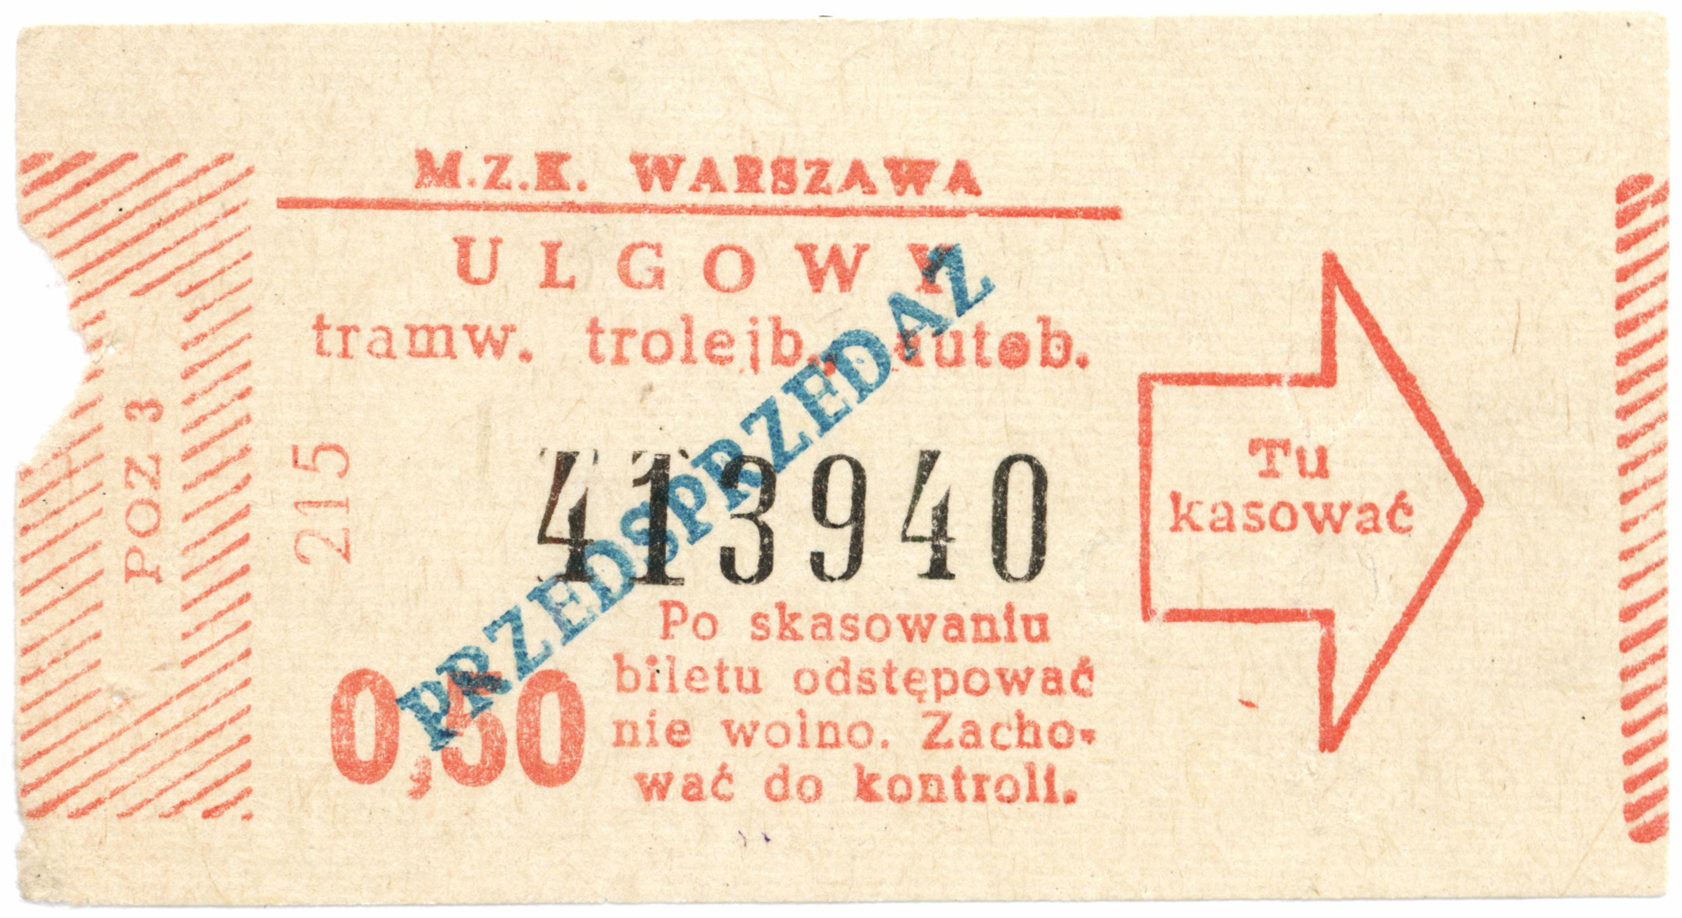 M.Z.K. WARSZAWA
ULGOWY
tramw. trolejb., autob.
PRZEDSPRZEDAZ
POZ 3
215
413940
Tu
kasować
0,50
Po skasowaniu
biletu odstępować
nie wolno. Zacho-
wać do kontroli.